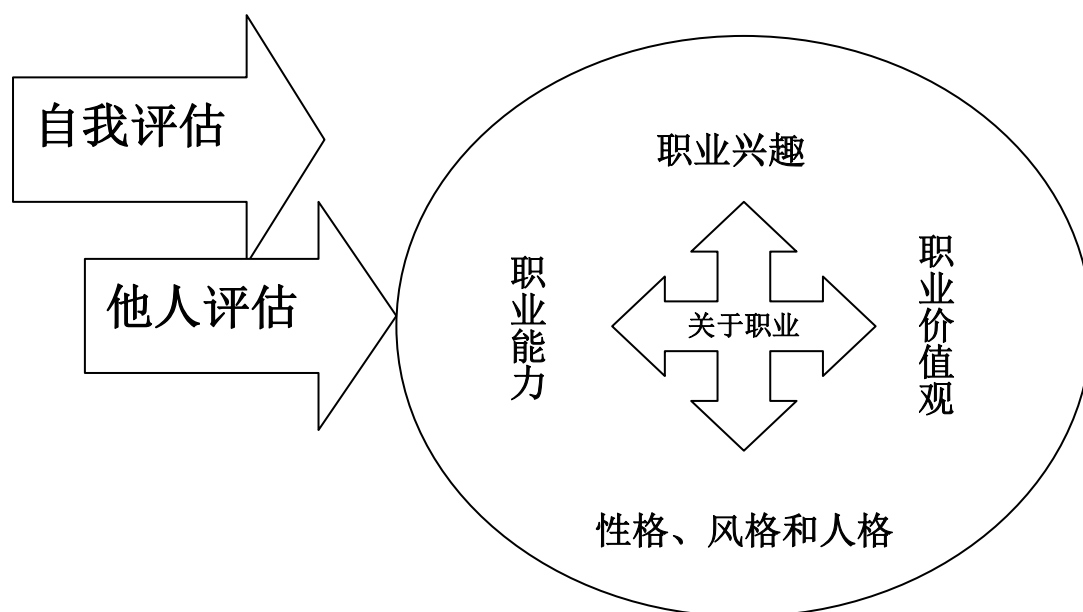 自我评估
他人评估
职业兴趣
职业能力
关于职业
职业价值观
性格、风格和人格